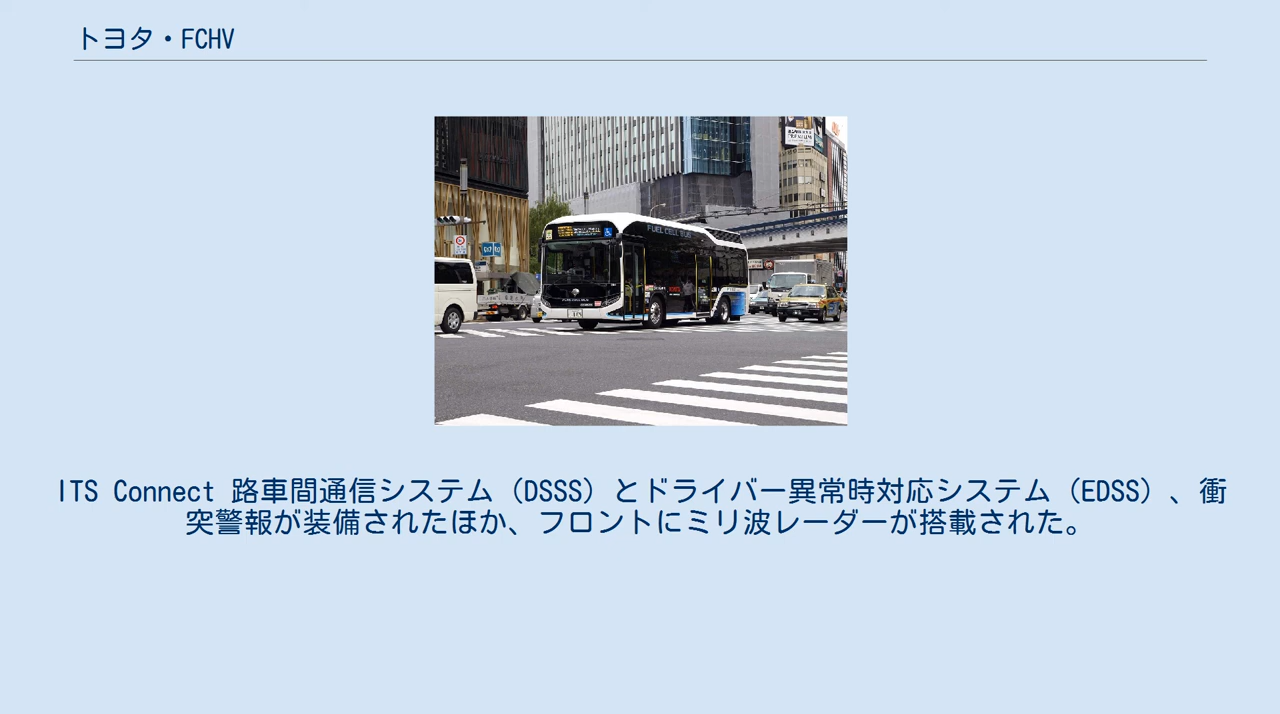 トヨタ・FCHV
FUEL CELL BUS
ITS Connect 路車間通信システム（DSSS）とドライバー異常時対応システム（EDSS）、衝
突警報が装備されたほか、フロントにミリ波レーダーが搭載された。